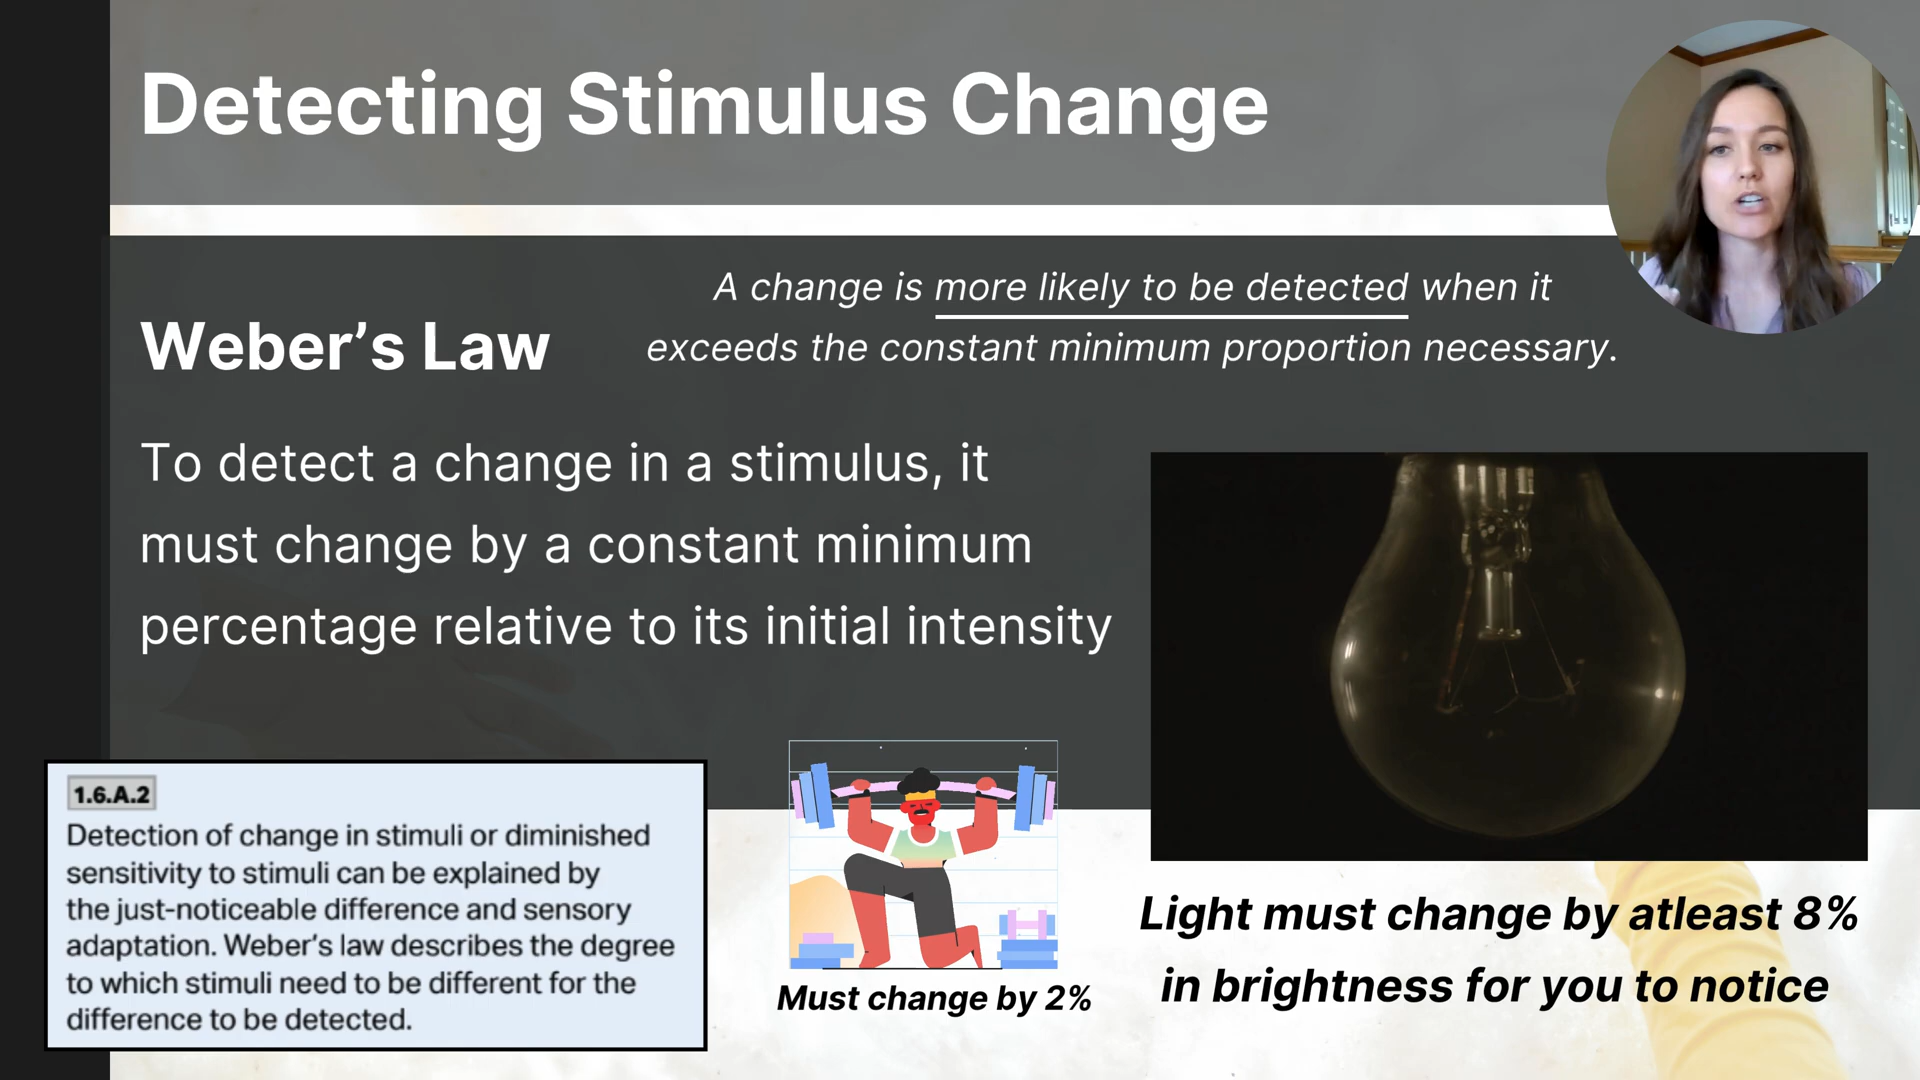 Detecting Stimulus Change
A change is more likely to be detected when it
exceeds the constant minimum proportion necessary.
Weber’s Law
To detect a change in a stimulus, it
must change by a constant minimum
percentage relative to its initial intensity
1.6.A.2
Detection of change in stimuli or diminished
sensitivity to stimuli can be explained by
the just-noticeable difference and sensory
adaptation. Weber’s law describes the degree
to which stimuli need to be different for the
difference to be detected.
Must change by 2%
Light must change by atleast 8%
in brightness for you to notice